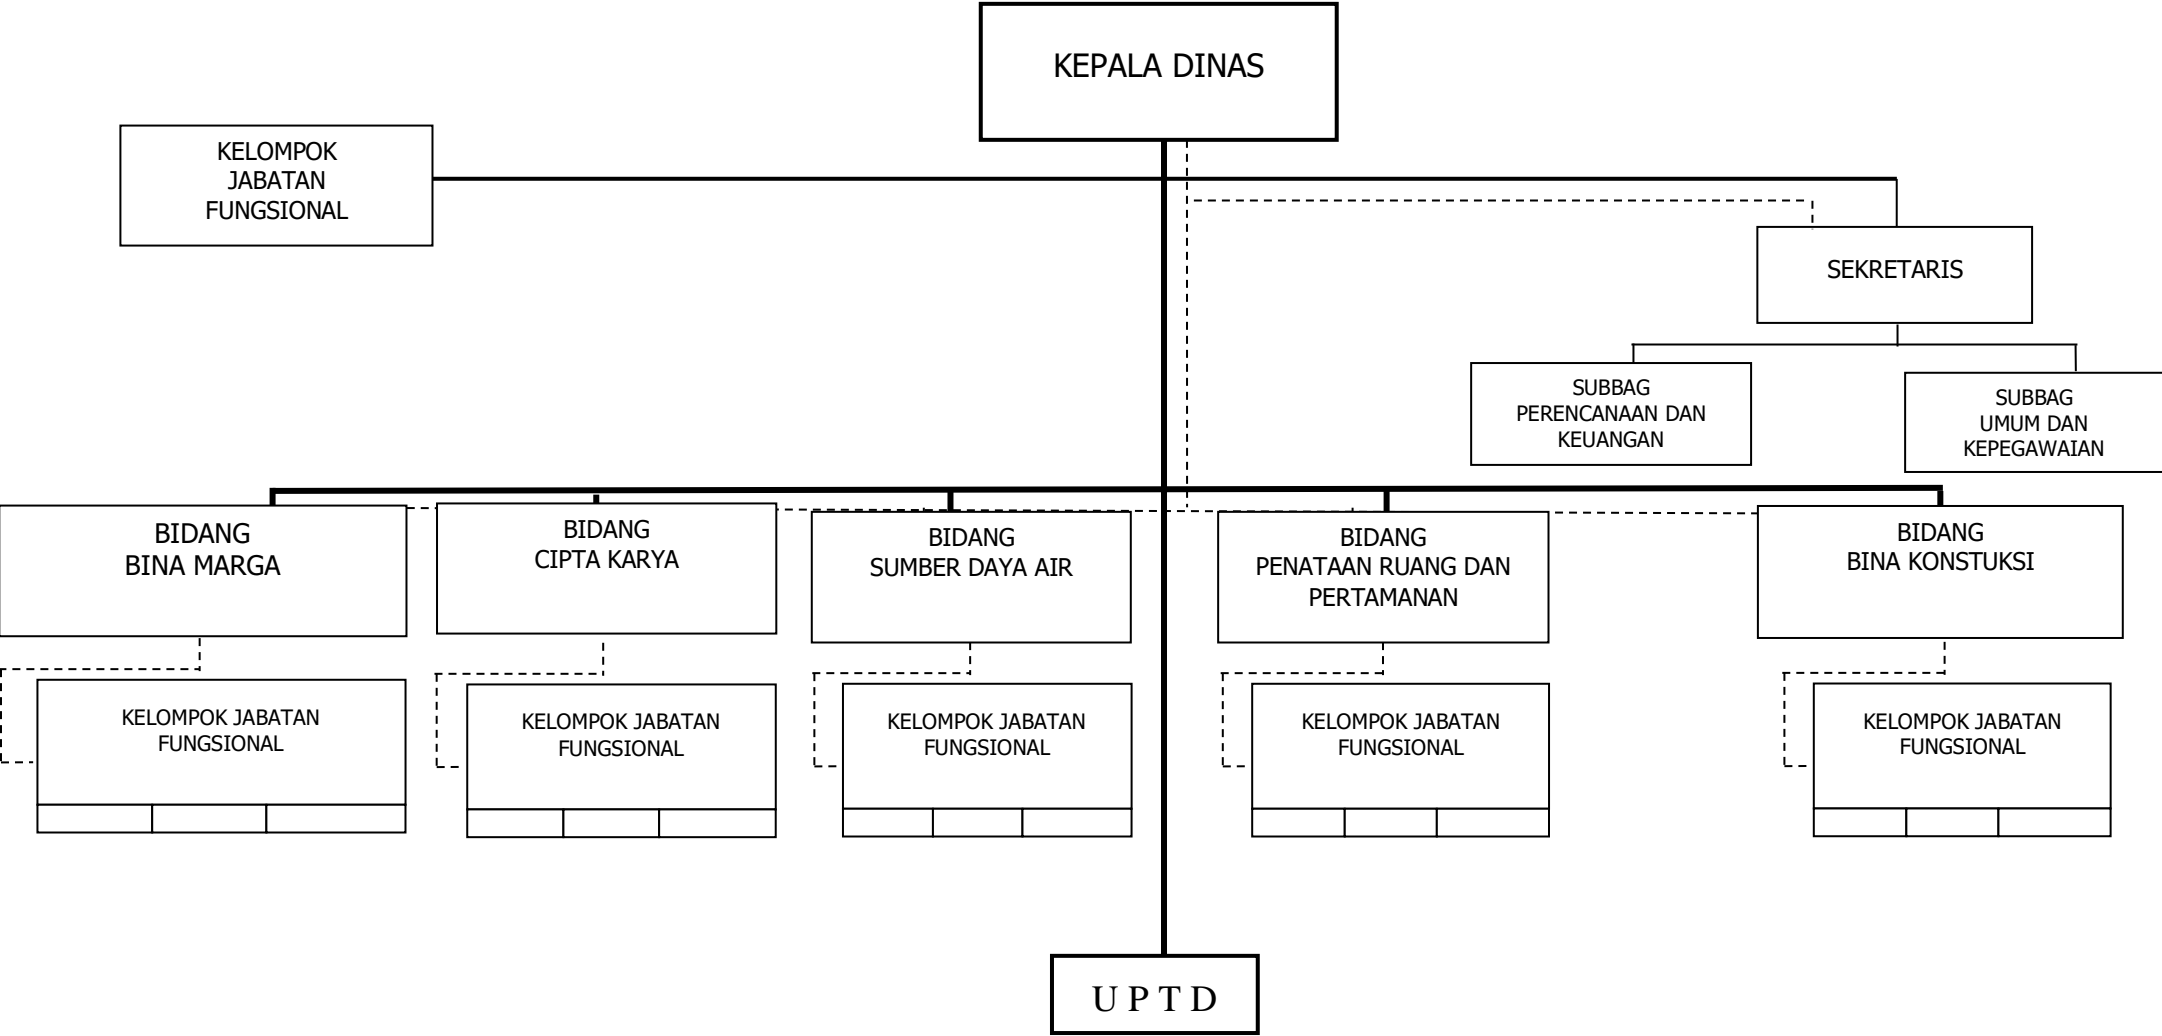 KEPALA DINAS
KELOMPOK
JABATAN
FUNGSIONAL
SEKRETARIS
SUBBAG
PERENCANAAN DAN
KEUANGAN
SUBBAG
UMUM DAN
KEPEGAWAIAN
BIDANG
BINA MARGA
BIDANG
CIPTA KARYA
BIDANG
SUMBER DAYA AIR
BIDANG
PENATAAN RUANG DAN
PERTAMANAN
BIDANG
BINA KONSTUKSI
KELOMPOK JABATAN
FUNGSIONAL
KELOMPOK JABATAN
FUNGSIONAL
KELOMPOK JABATAN
FUNGSIONAL
KELOMPOK JABATAN
FUNGSIONAL
KELOMPOK JABATAN
FUNGSIONAL
U P T D